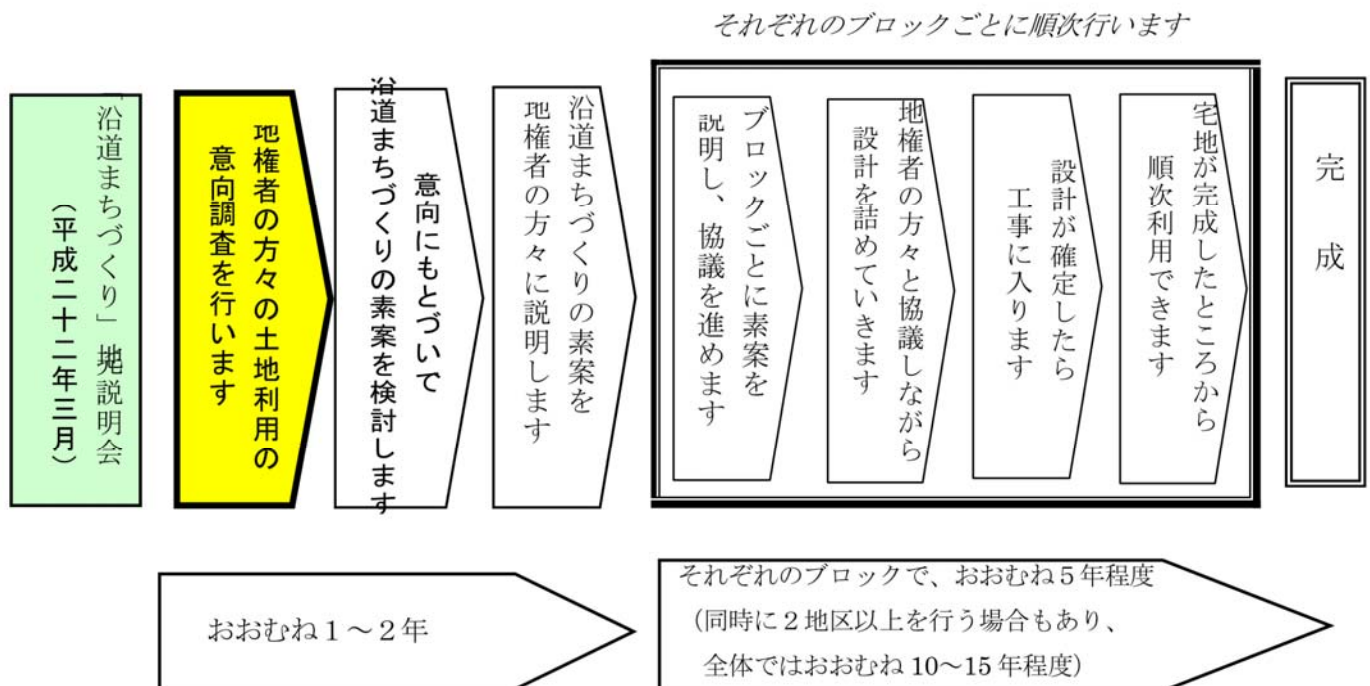 それぞれのブロックごとに順次行います
「沿道まちづくり」地元説明会
（平成二十二年三月）
地権者の方々の土地利用の
意向調査を行います
意向にもとづいて
沿道まちづくりの素案を検討します
沿道まちづくりの素案を
地権者の方々に説明します
ブロックごとに素案を
説明し、協議を進めます
地権者の方々と協議しながら
設計を詰めていきます
設計が確定したら
工事に入ります
宅地が完成したところから
順次利用できます
完成
おおむね１～２年
それぞれのブロックで、おおむね５年程度
（同時に２地区以上を行う場合もあり、
全体ではおおむね 10～15 年程度）